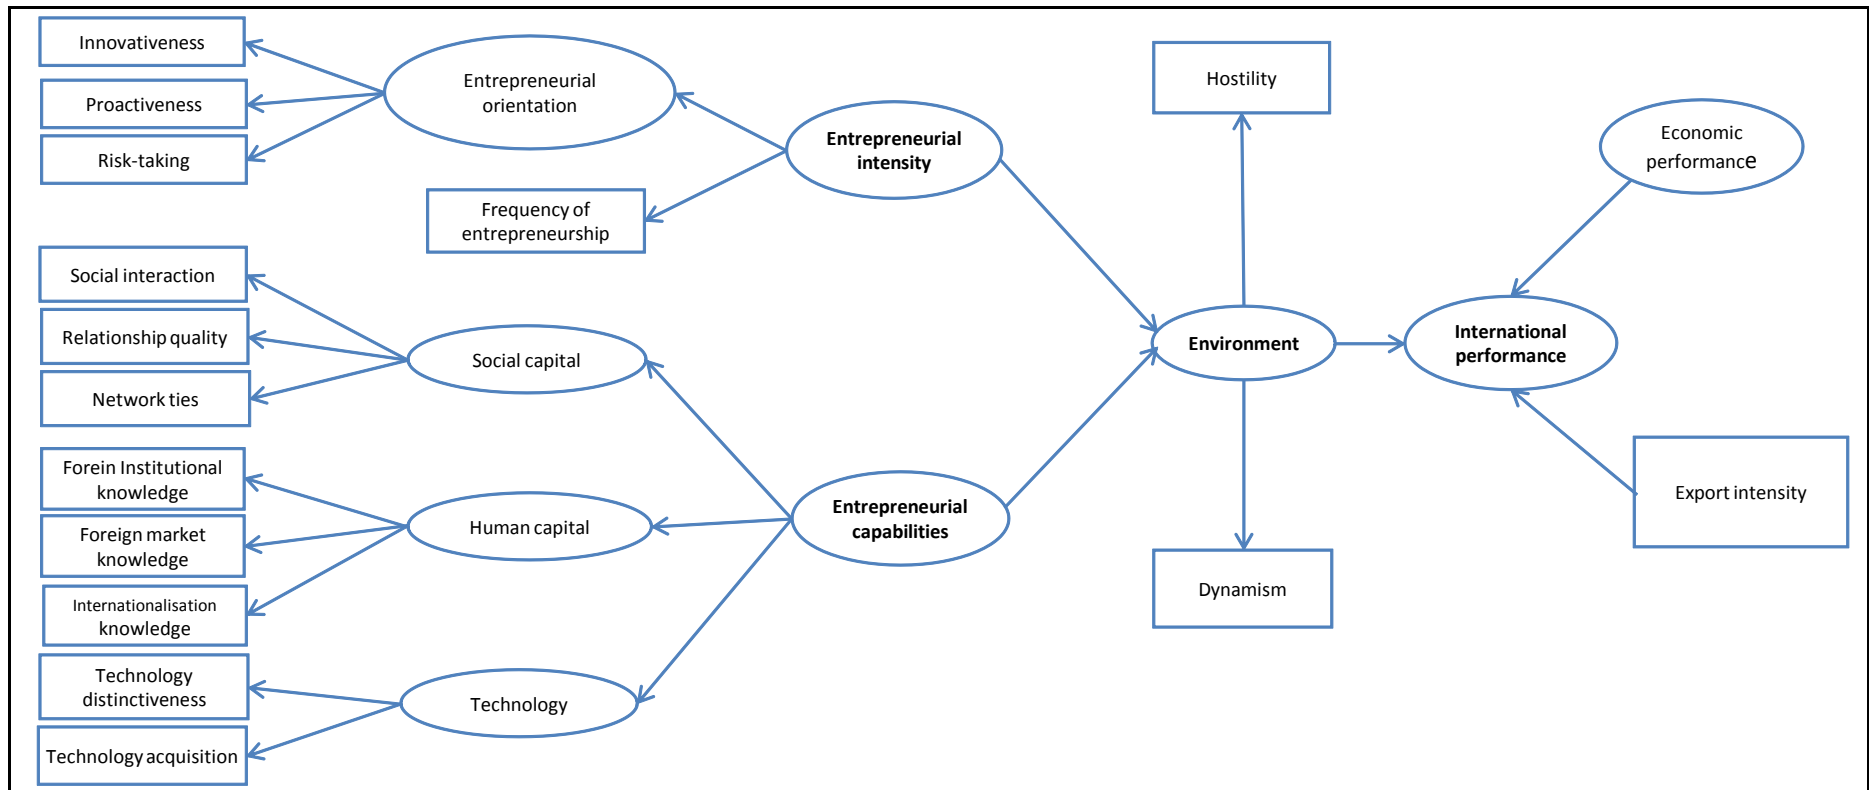 Innovativeness
Proactiveness
Risk-taking
Entrepreneurial
orientation
Frequency of
entrepreneurship
Entrepreneurial
intensity
Social interaction
Relationship quality
Network ties
Social capital
Forein Institutional
knowledge
Foreign market
knowledge
Internationalisation
knowledge
Human capital
Technology
distinctiveness
Technology acquisition
Technology
Entrepreneurial
capabilities
Hostility
Environment
Dynamism
Economic
performance
International
performance
Export intensity